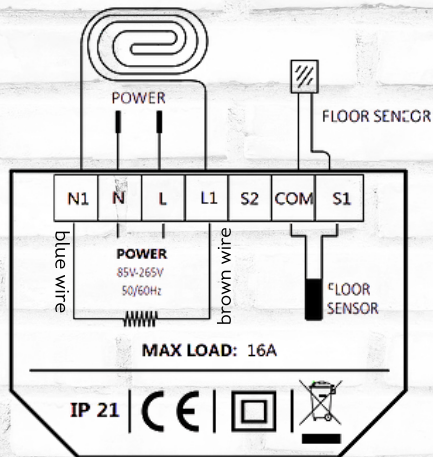 POWER
FLOOR SENCOR
N1 N L L1 S2 COM S1
blue wire
POWER
85V-265V
50/60Hz
brown wire
FLOOR
SENSOR
MAX LOAD: 16A
IP 21 CE